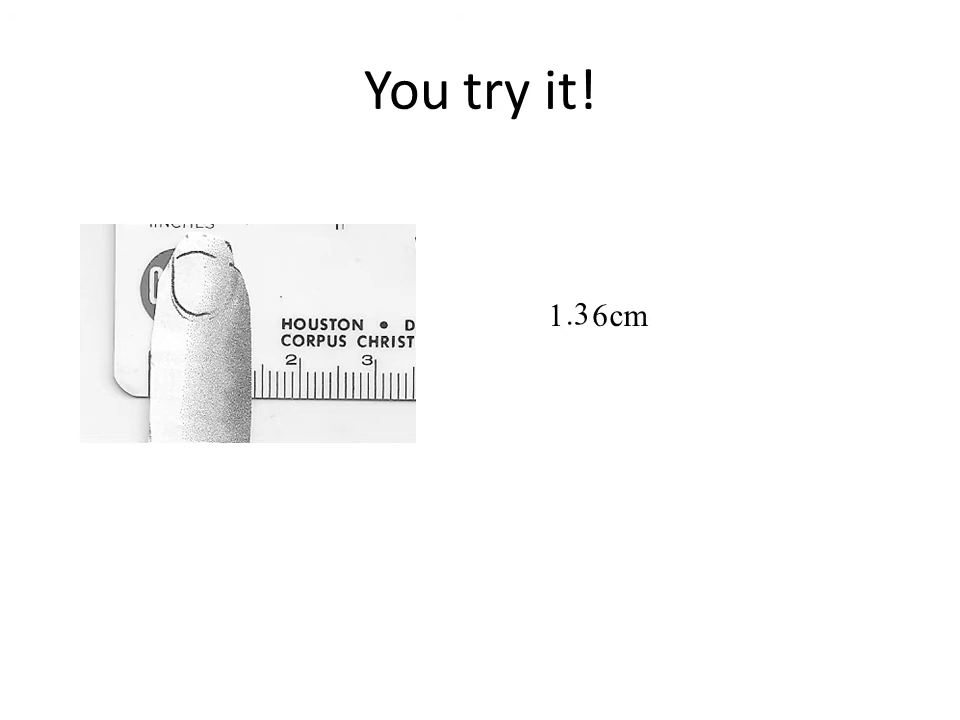 You try it!
INCHES
HOUSTON • D
CORPUS CHRIST
2 3
1.36cm